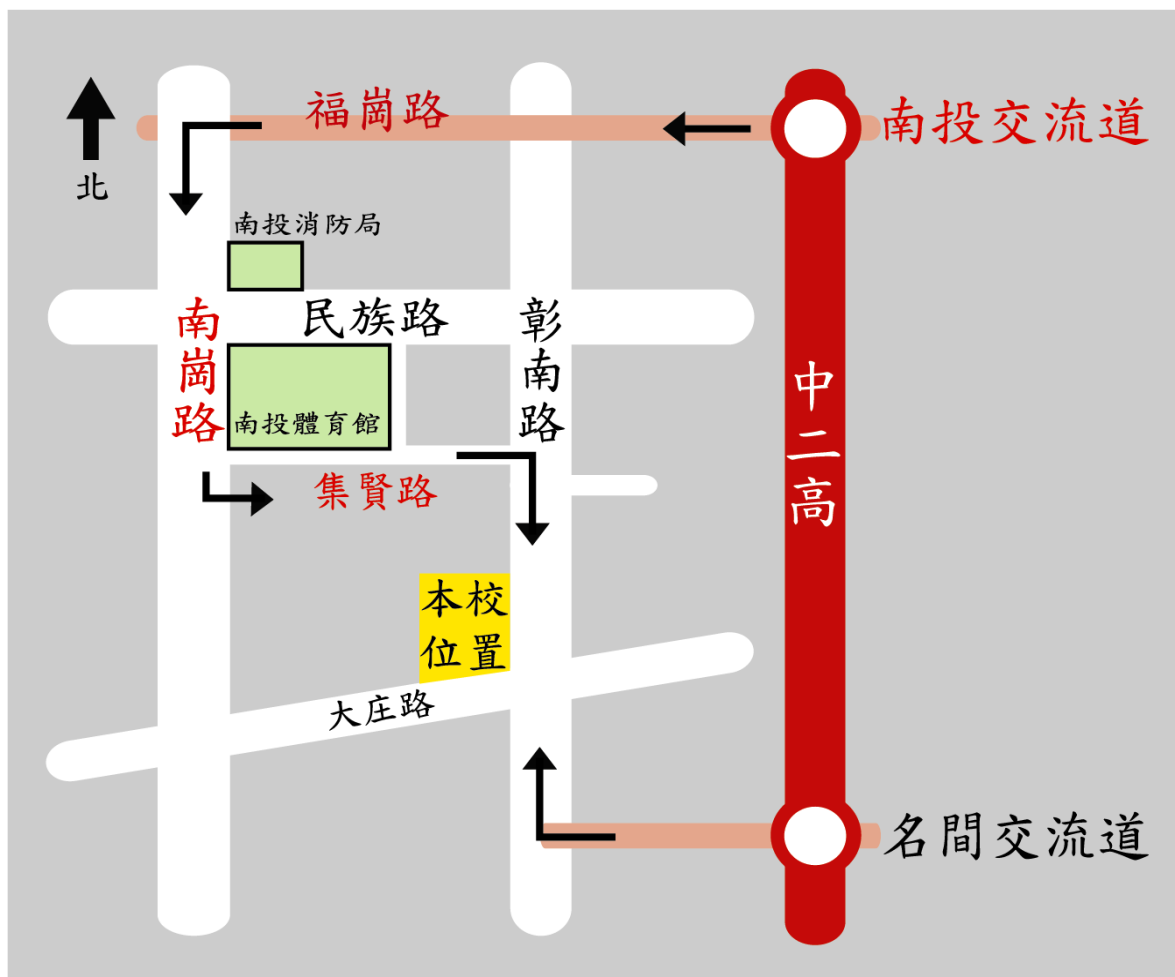 福崗路
南投交流道
北
南投消防局
南崗路
民族路
彰南路
中二高
南投體育館
集賢路
本校
位置
大庄路
名間交流道